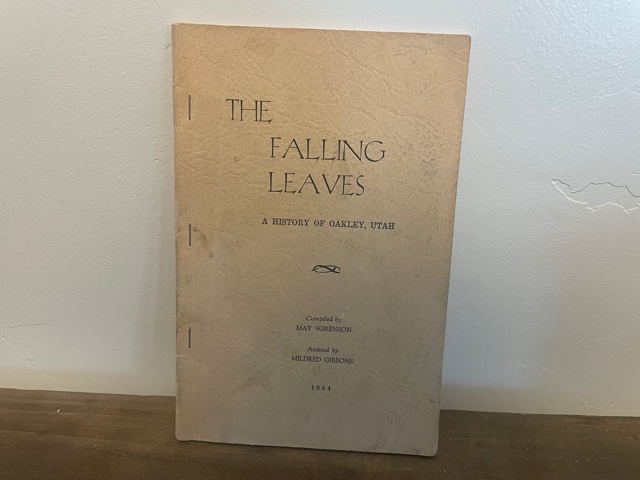 THE
FALLING
LEAVES
A HISTORY OF OAKLEY, UTAH
Compiled by
MAY SORENSON
Assisted by
MILDRED GIBBONS
1964